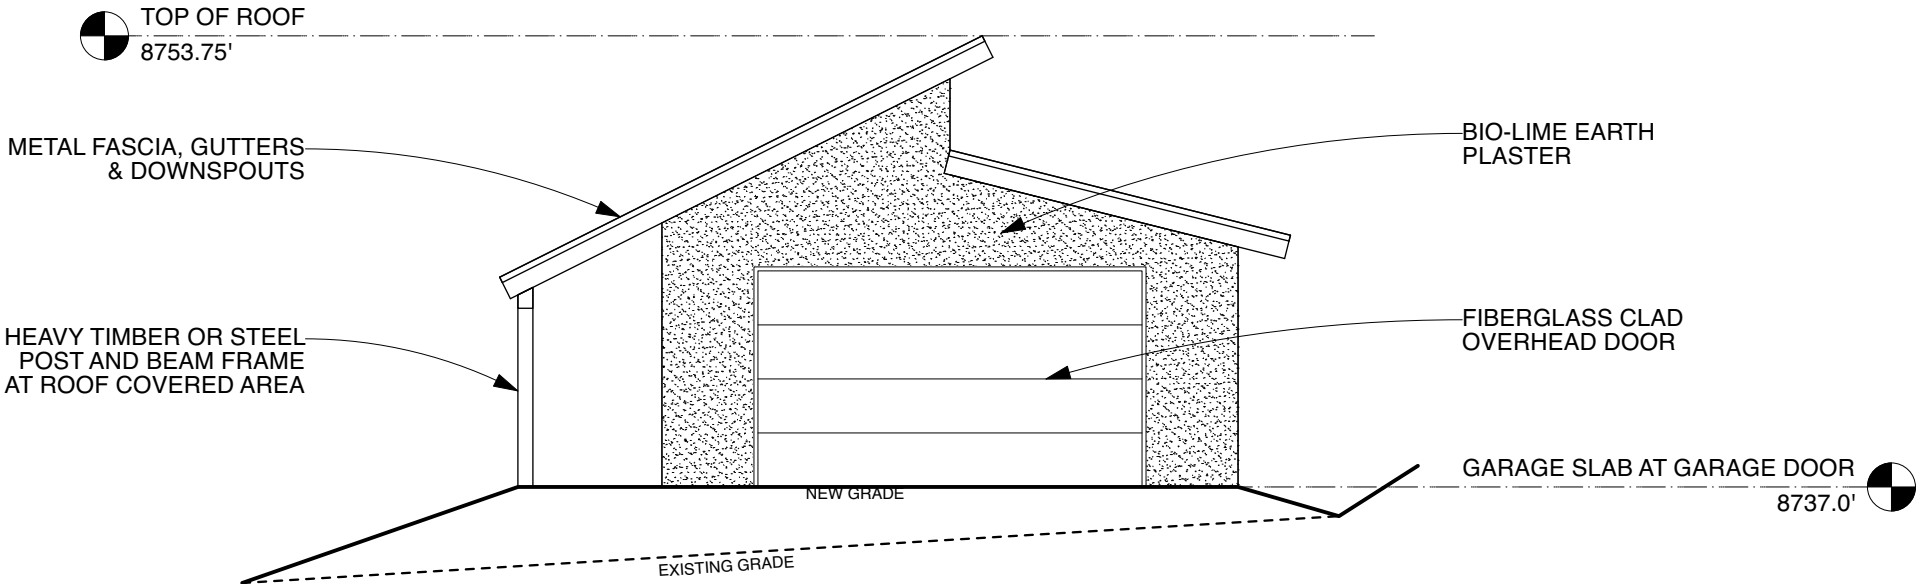 TOP OF ROOF
8753.75'
METAL FASCIA, GUTTERS
& DOWNSPOUTS
BIO-LIME EARTH
PLASTER
HEAVY TIMBER OR STEEL
POST AND BEAM FRAME
AT ROOF COVERED AREA
FIBERGLASS CLAD
OVERHEAD DOOR
GARAGE SLAB AT GARAGE DOOR
8737.0'
NEW GRADE
EXISTING GRADE